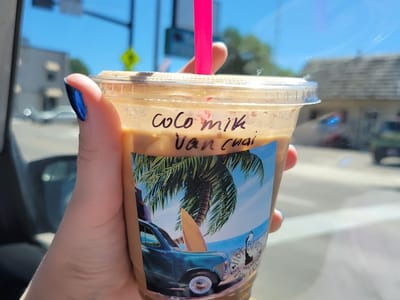 Coco milk
Van chai